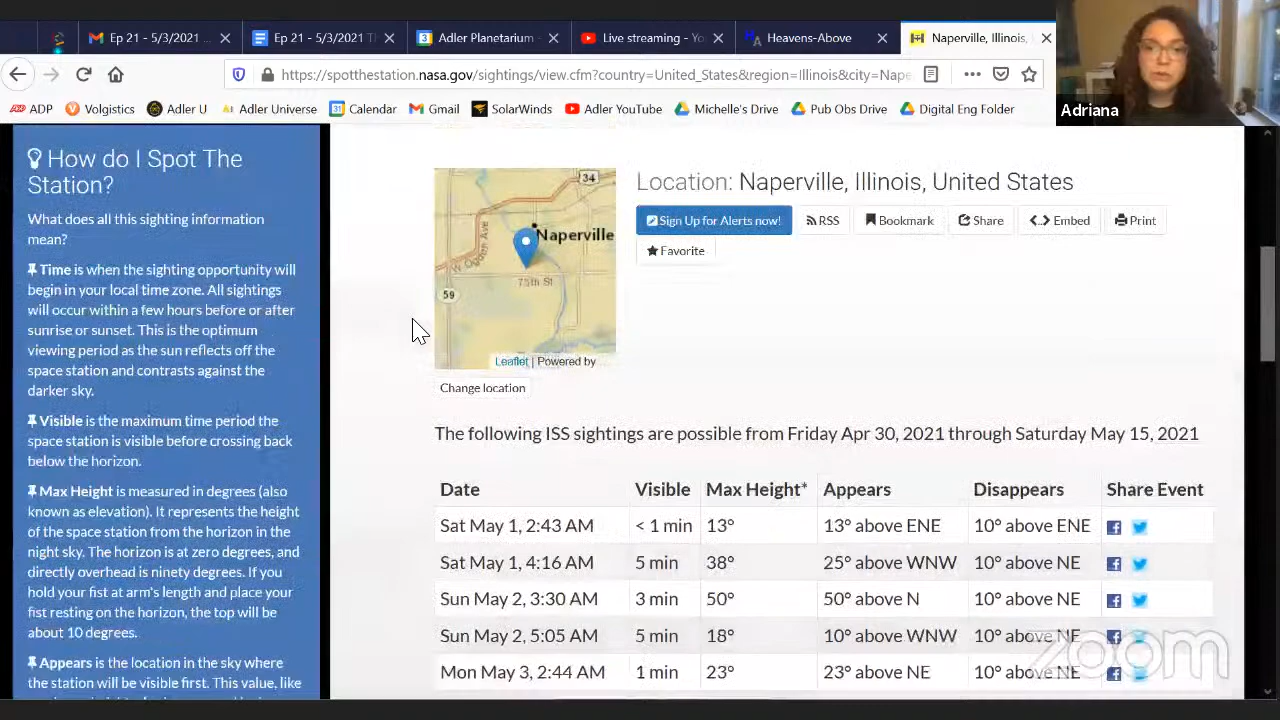 Ep 21 - 5/3/2021 ...
Ep 21 - 5/3/2021 T
Adler Planetarium -
Live streaming - Yo
Heavens-Above
Naperville, Illinois,
https://spotthestation.nasa.gov/sightings/view.cfm?country=United_States&region=Illinois&city=Nape
ADP
Volgistics
Adler U
Adler Universe
Calendar
Gmail
SolarWinds
Adler YouTube
Michelle's Drive
Pub Obs Drive
Digital Eng Folder
Adriana
How do I Spot The
Station?
What does all this sighting information
mean?
Time is when the sighting opportunity will
begin in your local time zone. All sightings
will occur within a few hours before or after
sunrise or sunset. This is the optimum
viewing period as the sun reflects off the
space station and contrasts against the
darker sky.
Visible is the maximum time period the
space station is visible before crossing back
below the horizon.
Max Height is measured in degrees (also
known as elevation). It represents the height
of the space station from the horizon in the
night sky. The horizon is at zero degrees, and
directly overhead is ninety degrees. If you
hold your fist at arm's length and place your
fist resting on the horizon, the top will be
about 10 degrees.
Appears is the location in the sky where
the station will be visible first. This value, like
34
Naperville
W Ogden Ave
75th St
59
Leaflet | Powered by
Change location
Location: Naperville, Illinois, United States
Sign Up for Alerts now!
RSS
Bookmark
Share
Embed
Print
Favorite
The following ISS sightings are possible from Friday Apr 30, 2021 through Saturday May 15, 2021
Date Visible Max Height* Appears Disappears Share Event
Sat May 1, 2:43 AM < 1 min 13° 13° above ENE 10° above ENE
Sat May 1, 4:16 AM 5 min 38° 25° above WNW 10° above NE
Sun May 2, 3:30 AM 3 min 50° 50° above N 10° above NE
Sun May 2, 5:05 AM 5 min 18° 10° above WNW 10° above NE
Mon May 3, 2:44 AM 1 min 23° 23° above NE 10° above NE
zoom